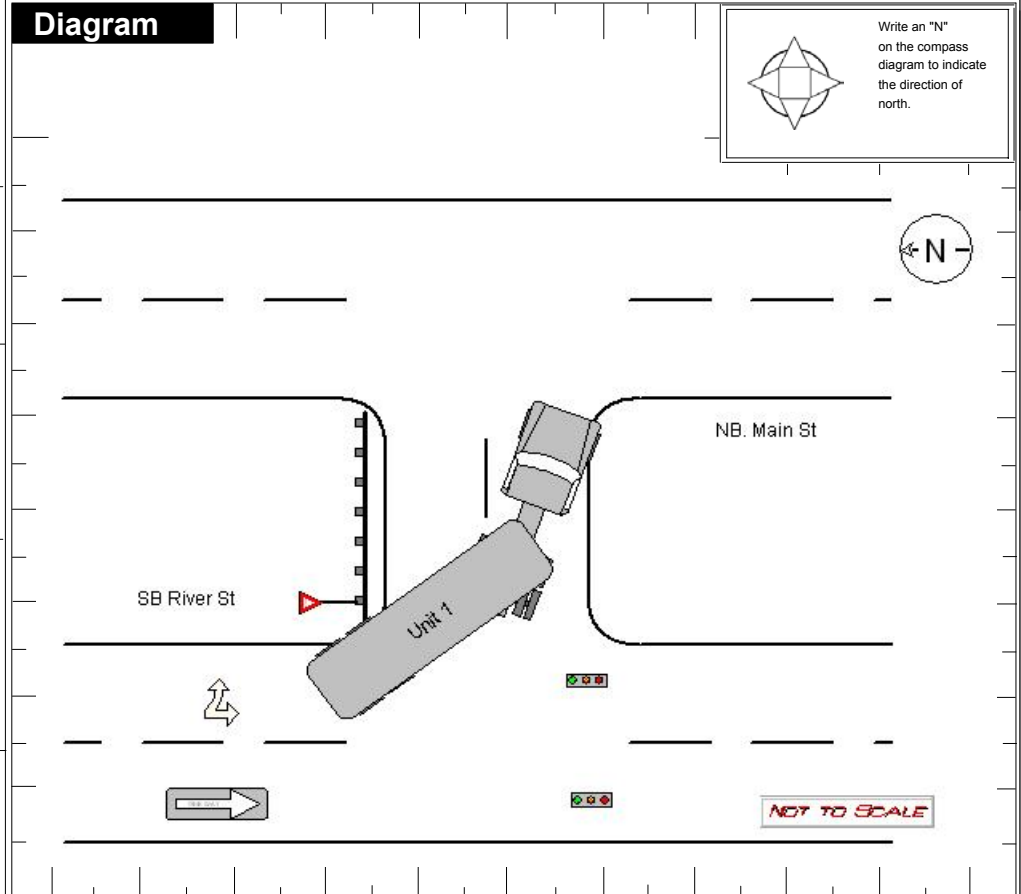 Diagram
Write an "N"
on the compass
diagram to indicate
the direction of
north.
N
NB. Main St
SB River St
Unit 1
NOT TO SCALE